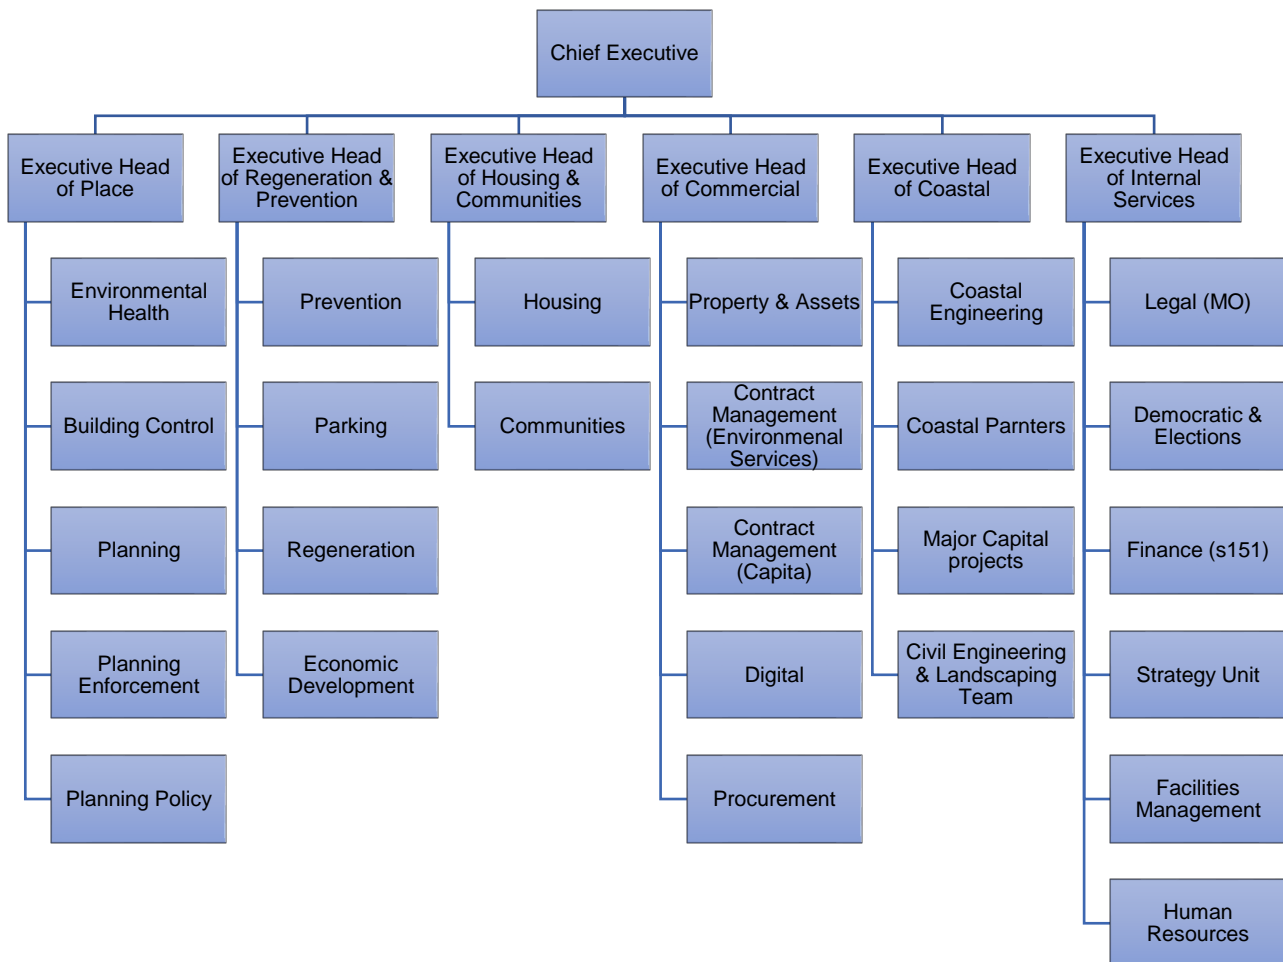 Chief Executive
Executive Head
of Place
Executive Head
of Regeneration &
Prevention
Executive Head
of Housing &
Communities
Executive Head
of Commercial
Executive Head
of Coastal
Executive Head
of Internal
Services
Environmental
Health
Prevention
Housing
Property & Assets
Coastal
Engineering
Legal (MO)
Building Control
Parking
Communities
Contract
Management
(Environmenal
Services)
Coastal Parnters
Democratic &
Elections
Planning
Regeneration
Contract
Management
(Capita)
Major Capital
projects
Finance (s151)
Planning
Enforcement
Economic
Development
Digital
Civil Engineering
& Landscaping
Team
Strategy Unit
Planning Policy
Procurement
Facilities
Management
Human
Resources